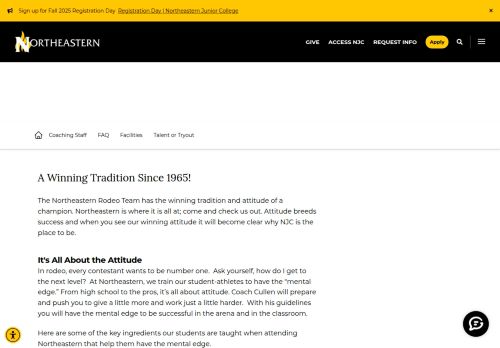 Sign up for Fall 2025 Registration Day Registration Day | Northeastern Junior College ×
NORTHEASTERN GIVE ACCESS NJC REQUEST INFO Apply
Coaching Staff FAQ Facilities Talent or Tryout
A Winning Tradition Since 1965!
The Northeastern Rodeo Team has the winning tradition and attitude of a
champion. Northeastern is where it is all at; come and check us out. Attitude breeds
success and when you see our winning attitude it will become clear why NJC is the
place to be.
It's All About the Attitude
In rodeo, every contestant wants to be number one.  Ask yourself, how do I get to
the next level?  At Northeastern, we train our student-athletes to have the “mental
edge.” From high school to the pros, it’s all about attitude. Coach Cullen will prepare
and push you to give a little more and work just a little harder.  With his guidelines
you will have the mental edge to be successful in the arena and in the classroom.
Here are some of the key ingredients our students are taught when attending
Northeastern that help them have the mental edge.